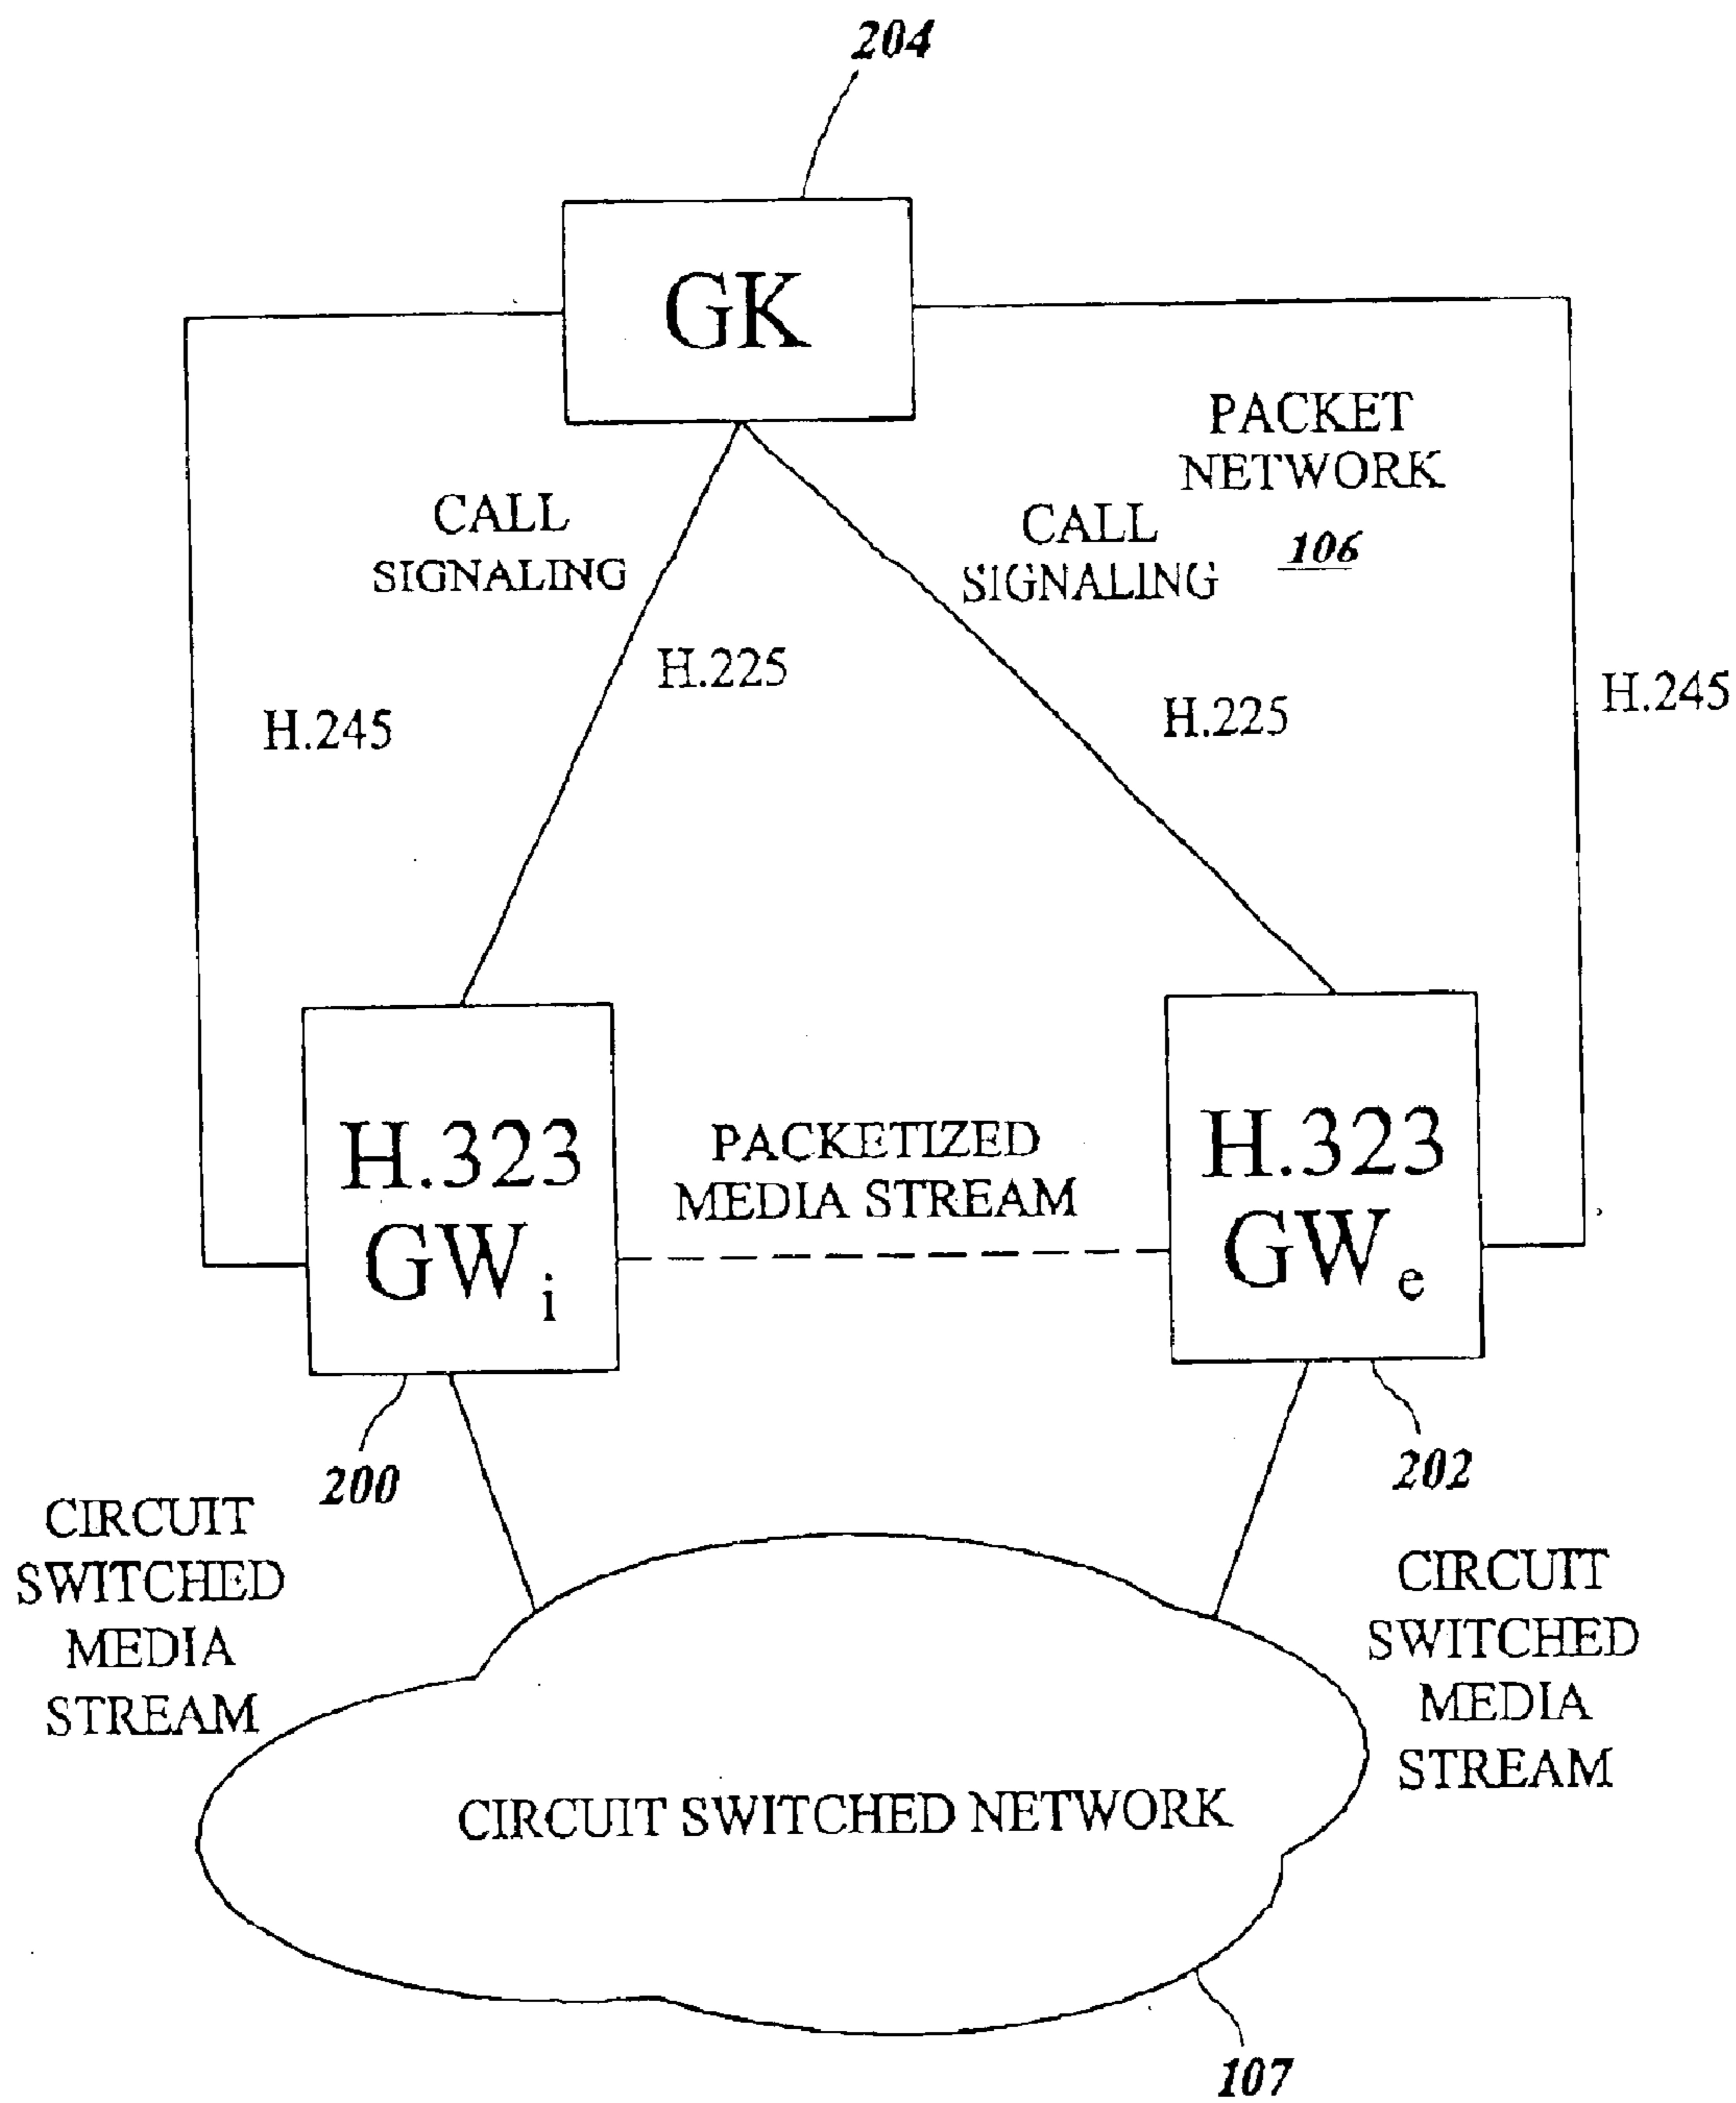 204
GK
PACKET
NETWORK
106
CALL
SIGNALING
CALL
SIGNALING
H.225
H.245
H.225
H.245
H.323
GWi
PACKETIZED
MEDIA STREAM
H.323
GWe
200
202
CIRCUIT
SWITCHED
MEDIA
STREAM
CIRCUIT
SWITCHED
MEDIA
STREAM
CIRCUIT SWITCHED NETWORK
107